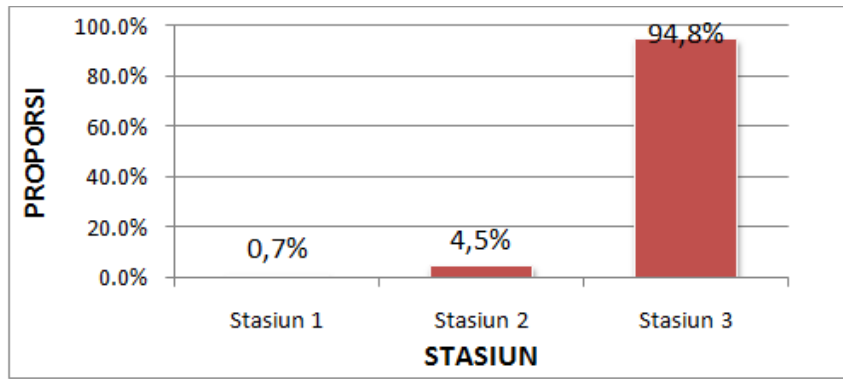 100.0%
94,8%
80.0%
60.0%
PROPORSI
40.0%
20.0%
0,7%
4,5%
0.0%
Stasiun 1
Stasiun 2
Stasiun 3
STASIUN